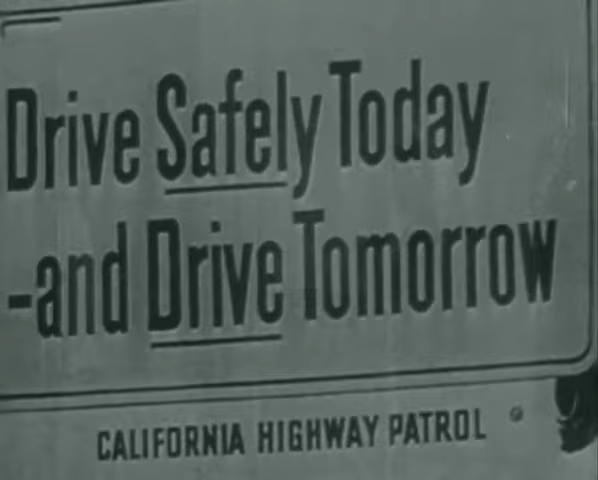 Drive Safely Today
-and Drive Tomorrow
CALIFORNIA HIGHWAY PATROL